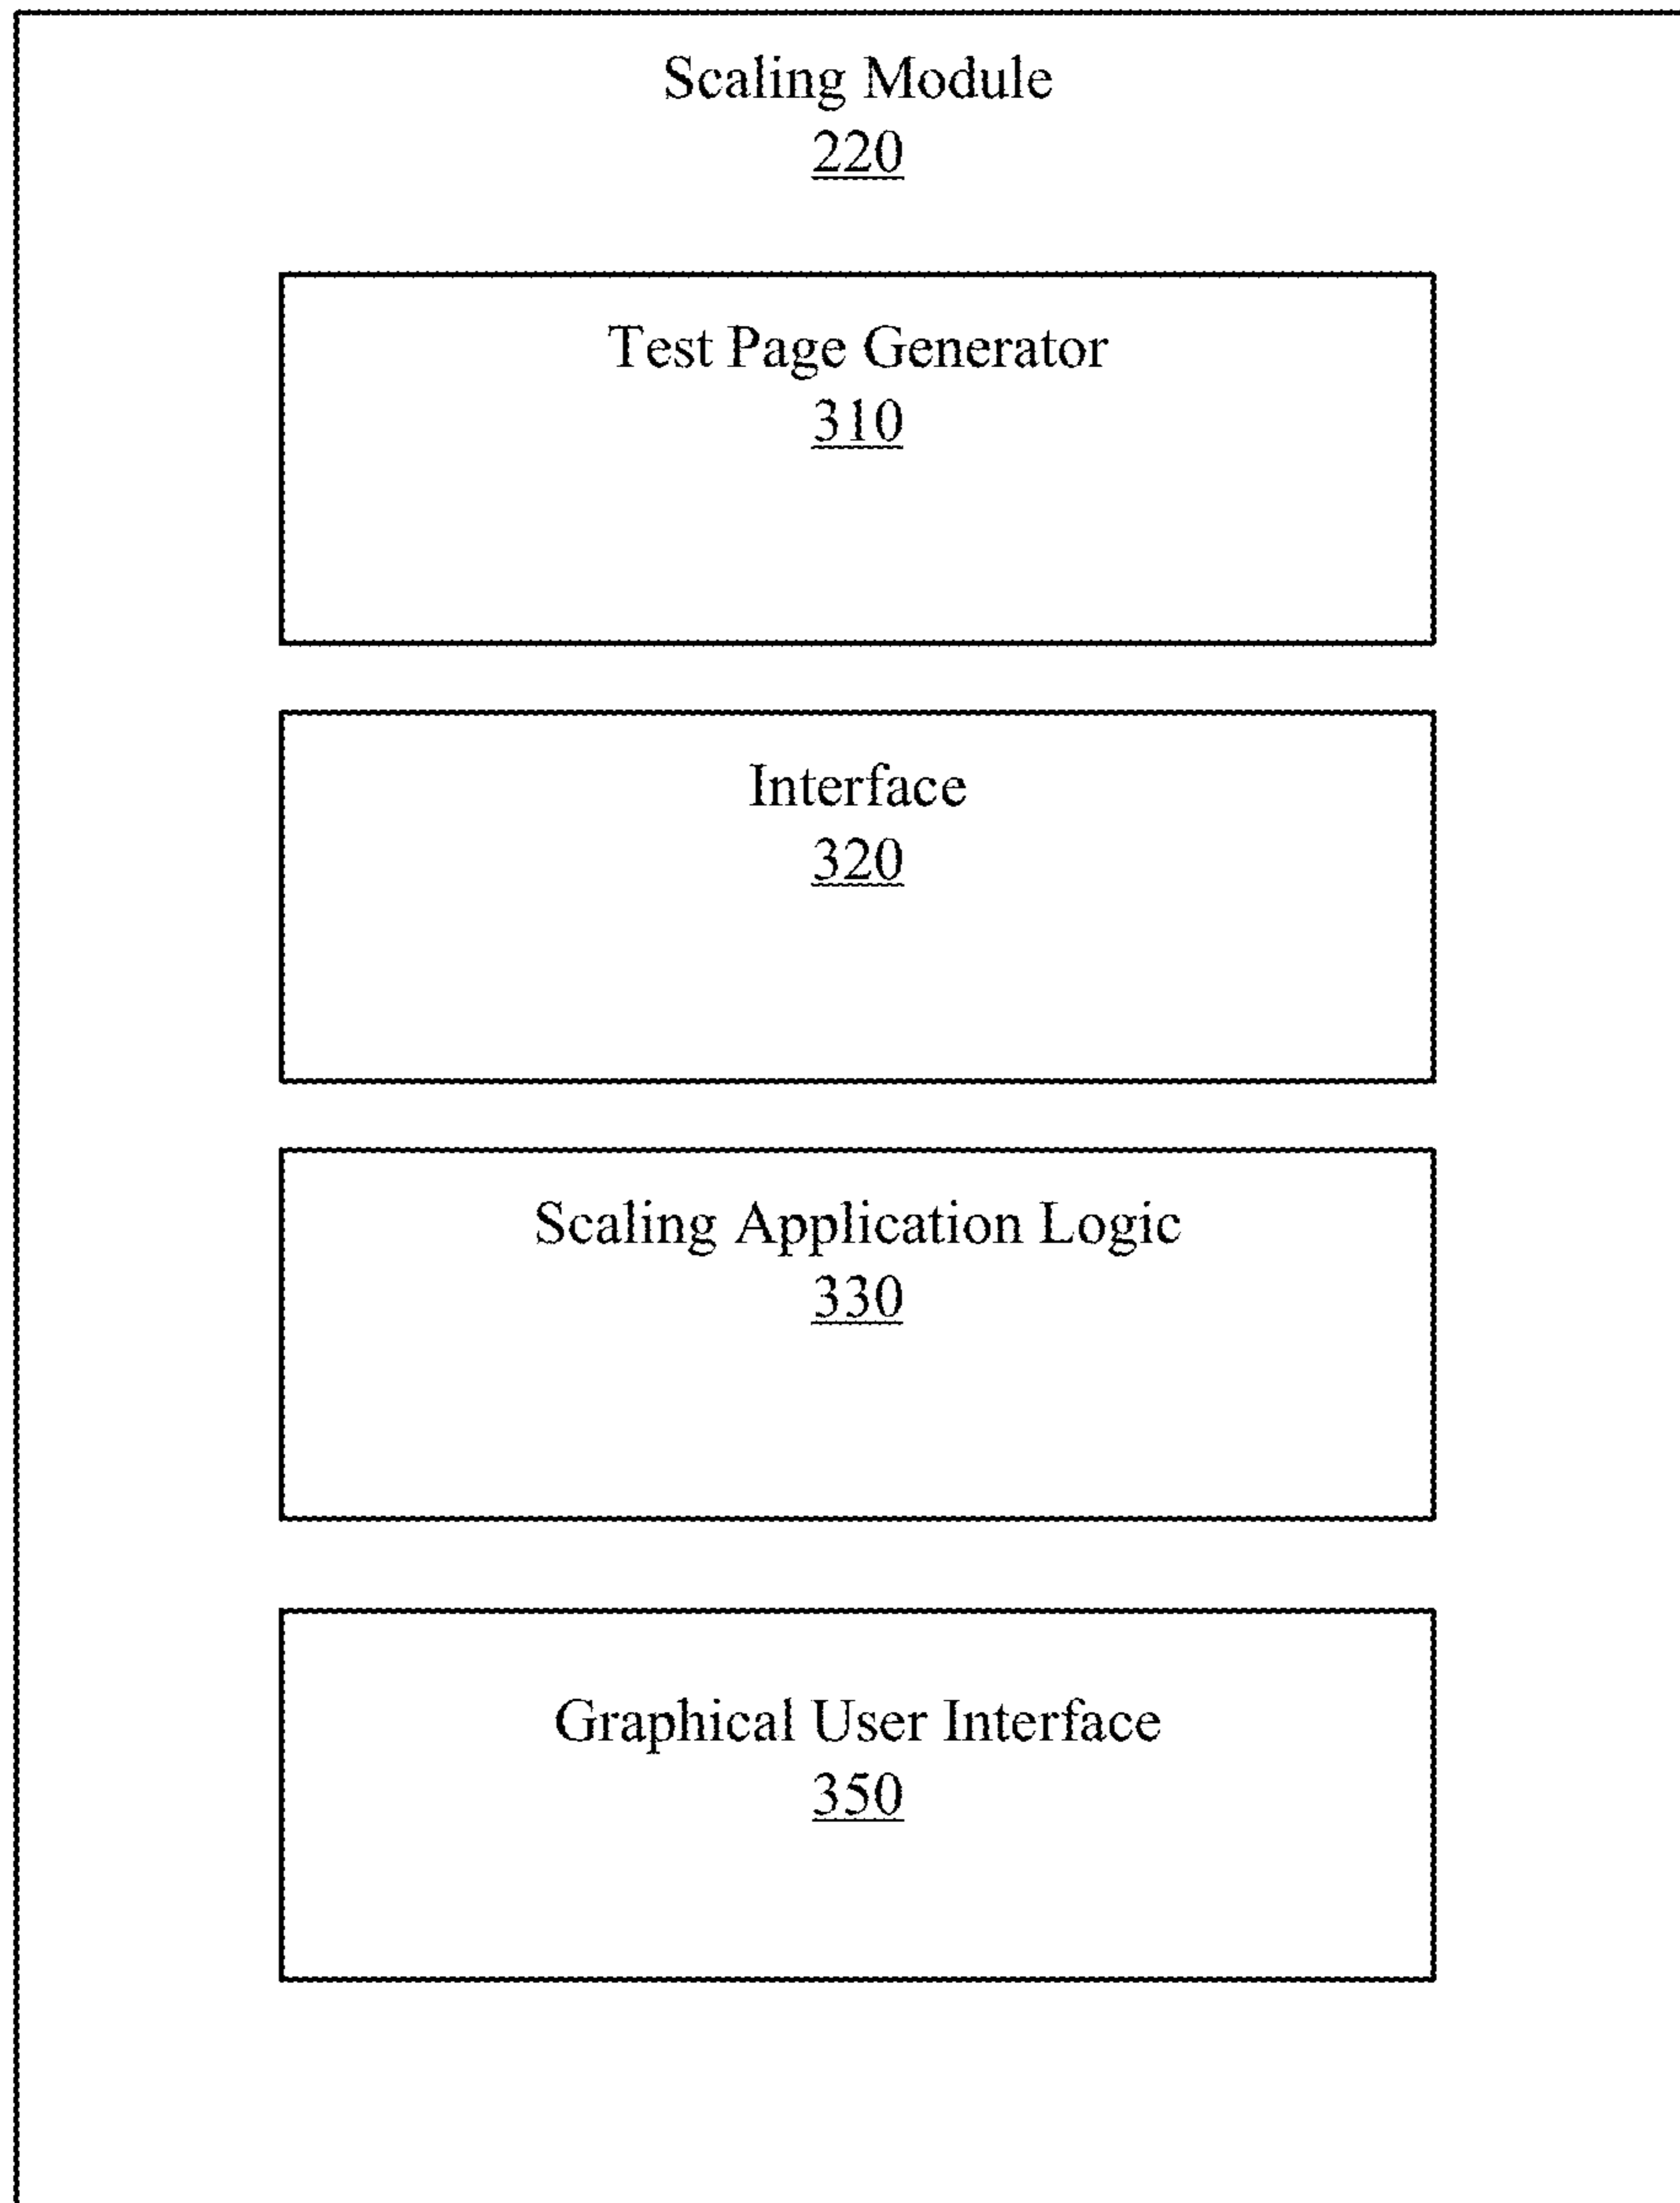 Scaling Module
220
Test Page Generator
310
Interface
320
Scaling Application Logic
330
Graphical User Interface
350